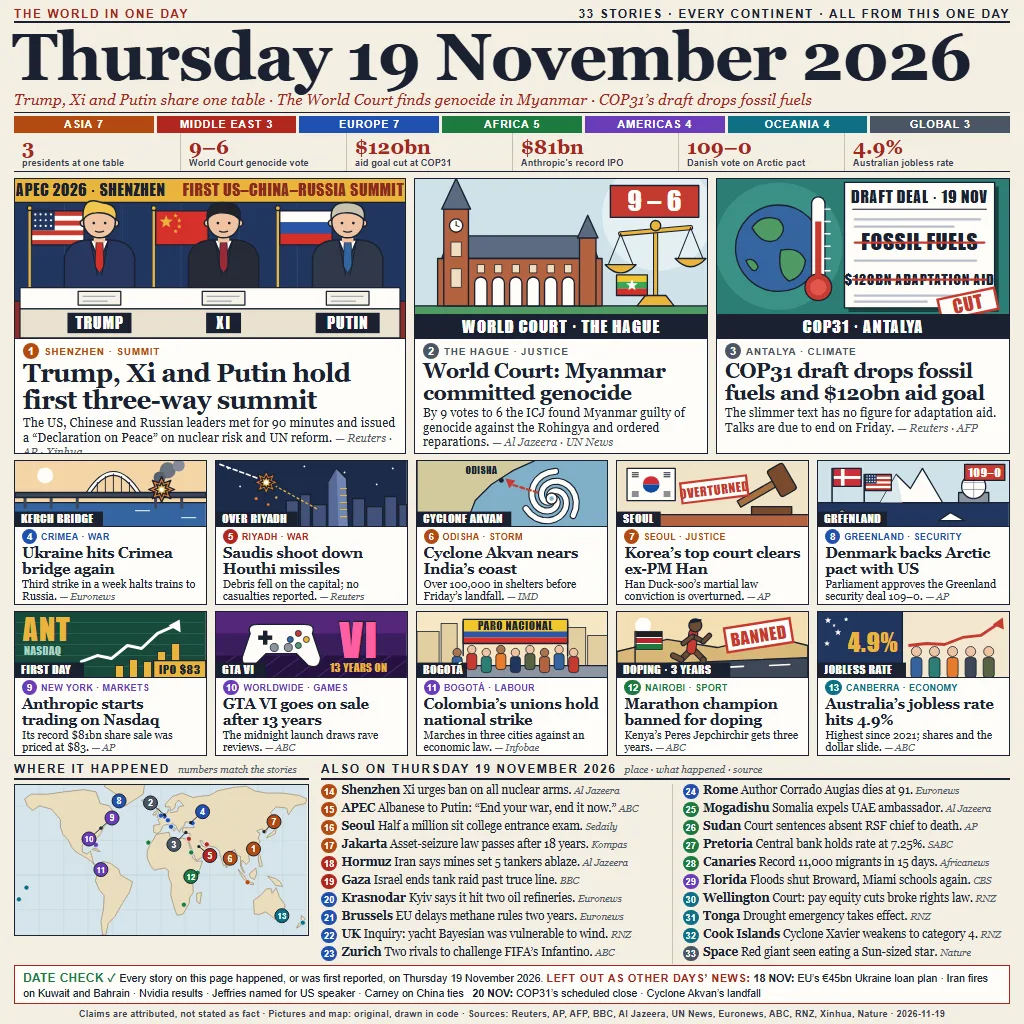 THE WORLD IN ONE DAY
33 STORIES · EVERY CONTINENT · ALL FROM THIS ONE DAY
Thursday 19 November 2026
Trump, Xi and Putin share one table · The World Court finds genocide in Myanmar · COP31's draft drops fossil fuels
ASIA 7
MIDDLE EAST 3
EUROPE 7
AFRICA 5
AMERICAS 4
OCEANIA 4
GLOBAL 3
3
presidents at one table
9–6
World Court genocide vote
$120bn
aid goal cut at COP31
$81bn
Anthropic's record IPO
109–0
Danish vote on Arctic pact
4.9%
Australian jobless rate
APEC 2026 · SHENZHEN
FIRST US–CHINA–RUSSIA SUMMIT
TRUMP
XI
PUTIN
1 SHENZHEN · SUMMIT
Trump, Xi and Putin hold
first three-way summit
The US, Chinese and Russian leaders met for 90 minutes and issued
a “Declaration on Peace” on nuclear risk and UN reform. — Reuters ·
AP · Xinhua
9–6
WORLD COURT · THE HAGUE
2 THE HAGUE · JUSTICE
World Court: Myanmar
committed genocide
By 9 votes to 6 the ICJ found Myanmar guilty of
genocide against the Rohingya and ordered
reparations. — Al Jazeera · UN News
DRAFT DEAL · 19 NOV
FOSSIL FUELS
$120BN ADAPTATION AID
CUT
COP31 · ANTALYA
3 ANTALYA · CLIMATE
COP31 draft drops fossil
fuels and $120bn aid goal
The slimmer text has no figure for adaptation aid.
Talks are due to end on Friday. — Reuters · AFP
KERCH BRIDGE
4 CRIMEA · WAR
Ukraine hits Crimea
bridge again
Third strike in a week halts trains to
Russia. — Euronews
OVER RIYADH
5 RIYADH · WAR
Saudis shoot down
Houthi missiles
Debris fell on the capital; no
casualties reported. — Reuters
ODISHA
CYCLONE AKVAN
6 ODISHA · STORM
Cyclone Akvan nears
India's coast
Over 100,000 in shelters before
Friday's landfall. — IMD
OVERTURNED
SEOUL
7 SEOUL · JUSTICE
Korea's top court clears
ex-PM Han
Han Duck-soo's martial law
conviction is overturned. — AP
109–0
GREENLAND
8 GREENLAND · SECURITY
Denmark backs Arctic
pact with US
Parliament approves the Greenland
security deal 109–0. — AP
ANT
NASDAQ
FIRST DAY
IPO $83
9 NEW YORK · MARKETS
Anthropic starts
trading on Nasdaq
Its record $81bn share sale was
priced at $83. — AP
VI
GTA VI
13 YEARS ON
10 WORLDWIDE · GAMES
GTA VI goes on sale
after 13 years
The midnight launch draws rave
reviews. — ABC
PARO NACIONAL
BOGOTÁ
11 BOGOTÁ · LABOUR
Colombia's unions hold
national strike
Marches in three cities against an
economic law. — Infobae
BANNED
DOPING · 3 YEARS
12 NAIROBI · SPORT
Marathon champion
banned for doping
Kenya's Peres Jepchirchir gets three
years. — ABC
4.9%
JOBLESS RATE
13 CANBERRA · ECONOMY
Australia's jobless rate
hits 4.9%
Highest since 2021; shares and the
dollar slide. — ABC
WHERE IT HAPPENED numbers match the stories
8
2
4
9
7
10
3
5
6
1
11
12
13
ALSO ON THURSDAY 19 NOVEMBER 2026 place · what happened · source
14 Shenzhen Xi urges ban on all nuclear arms. Al Jazeera
15 APEC Albanese to Putin: “End your war, end it now.” ABC
16 Seoul Half a million sit college entrance exam. Sedaily
17 Jakarta Asset-seizure law passes after 18 years. Kompas
18 Hormuz Iran says mines set 5 tankers ablaze. Al Jazeera
19 Gaza Israel ends tank raid past truce line. BBC
20 Krasnodar Kyiv says it hit two oil refineries. Euronews
21 Brussels EU delays methane rules two years. Euronews
22 UK Inquiry: yacht Bayesian was vulnerable to wind. RNZ
23 Zurich Two rivals to challenge FIFA's Infantino. ABC
24 Rome Author Corrado Augias dies at 91. Euronews
25 Mogadishu Somalia expels UAE ambassador. Al Jazeera
26 Sudan Court sentences absent RSF chief to death. AP
27 Pretoria Central bank holds rate at 7.25%. SABC
28 Canaries Record 11,000 migrants in 15 days. Africanews
29 Florida Floods shut Broward, Miami schools again. CBS
30 Wellington Court: pay equity cuts broke rights law. RNZ
31 Tonga Drought emergency takes effect. RNZ
32 Cook Islands Cyclone Xavier weakens to category 4. RNZ
33 Space Red giant seen eating a Sun-sized star. Nature
DATE CHECK ✓ Every story on this page happened, or was first reported, on Thursday 19 November 2026. LEFT OUT AS OTHER DAYS' NEWS: 18 NOV: EU's €45bn Ukraine loan plan · Iran fires
on Kuwait and Bahrain · Nvidia results · Jeffries named for US speaker · Carney on China ties 20 NOV: COP31's scheduled close · Cyclone Akvan's landfall
Claims are attributed, not stated as fact · Pictures and map: original, drawn in code · Sources: Reuters, AP, AFP, BBC, Al Jazeera, UN News, Euronews, ABC, RNZ, Xinhua, Nature · 2026-11-19